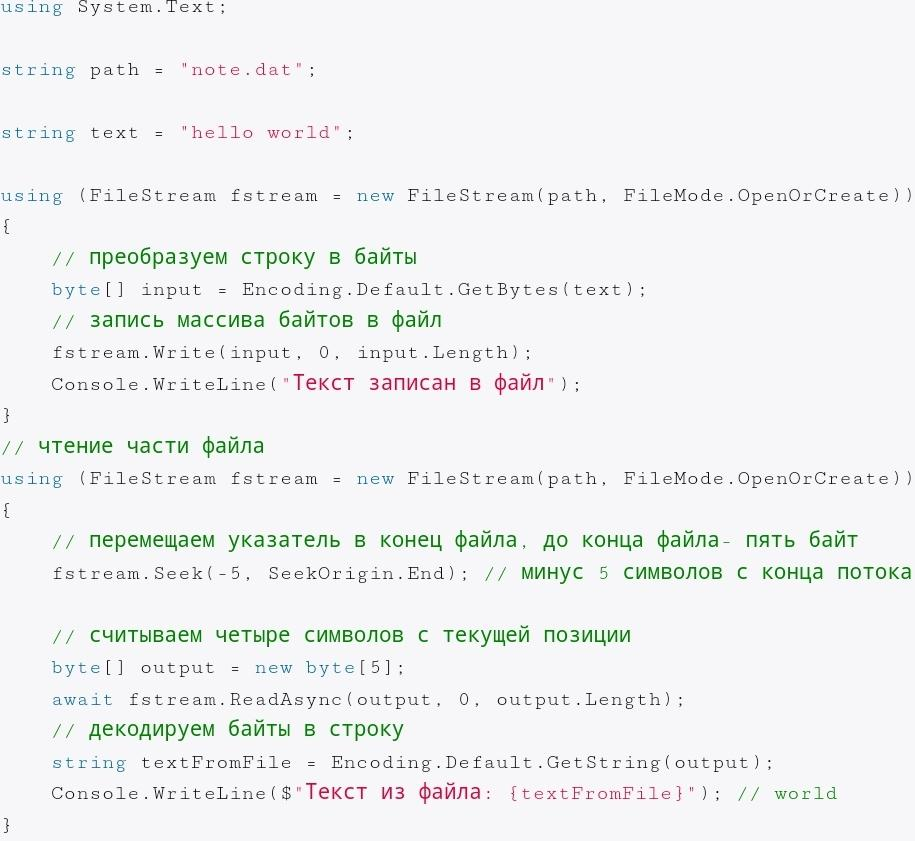 using System.Text;
string path = "note.dat";
string text = "hello world";
using (FileStream fstream = new FileStream(path, FileMode.OpenOrCreate))
{
    // преобразуем строку в байты
    byte[] input = Encoding.Default.GetBytes(text);
    // запись массива байтов в файл
    fstream.Write(input, 0, input.Length);
    Console.WriteLine("Текст записан в файл");
}
// чтение части файла
using (FileStream fstream = new FileStream(path, FileMode.OpenOrCreate))
{
    // перемещаем указатель в конец файла, до конца файла- пять байт
    fstream.Seek(-5, SeekOrigin.End); // минус 5 символов с конца потока
    // считываем четыре символов с текущей позиции
    byte[] output = new byte[5];
    await fstream.ReadAsync(output, 0, output.Length);
    // декодируем байты в строку
    string textFromFile = Encoding.Default.GetString(output);
    Console.WriteLine($"Текст из файла: {textFromFile}"); // world
}